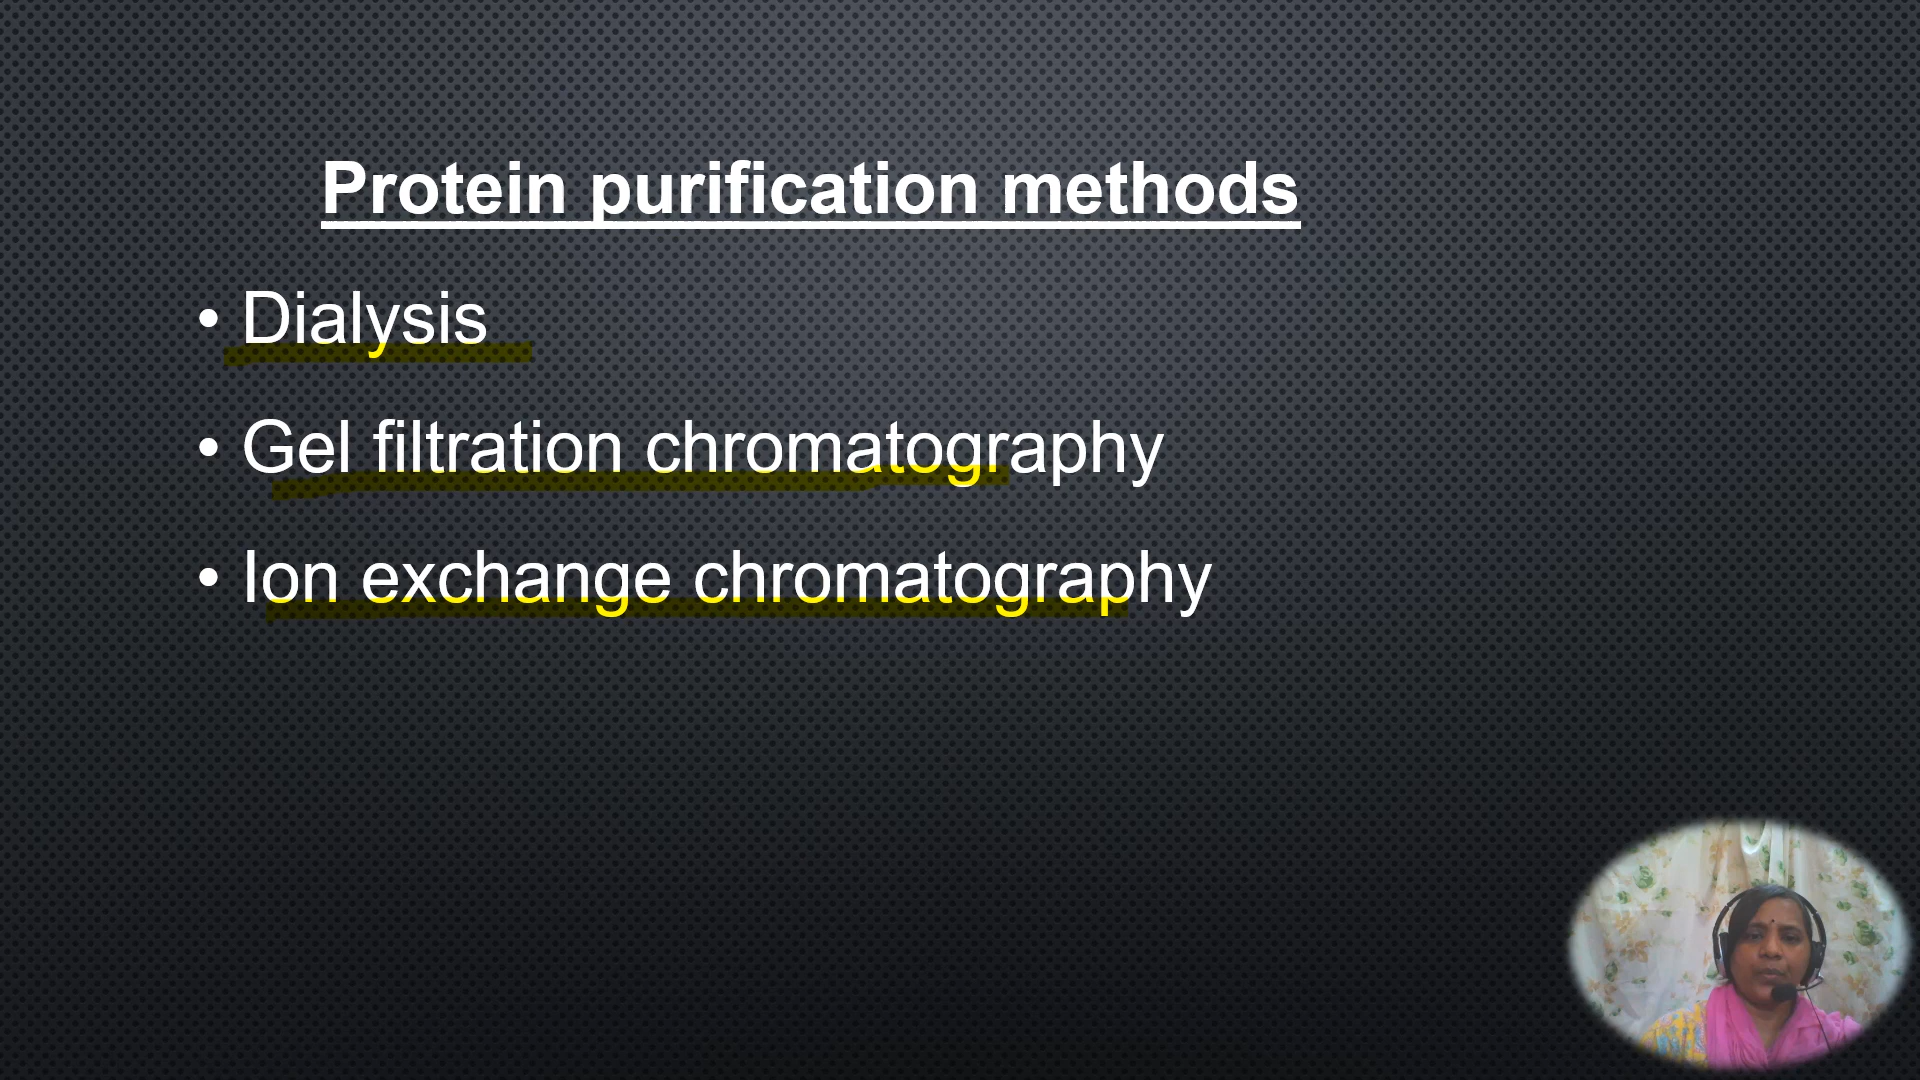 Protein purification methods
• Dialysis
• Gel filtration chromatography
• Ion exchange chromatography